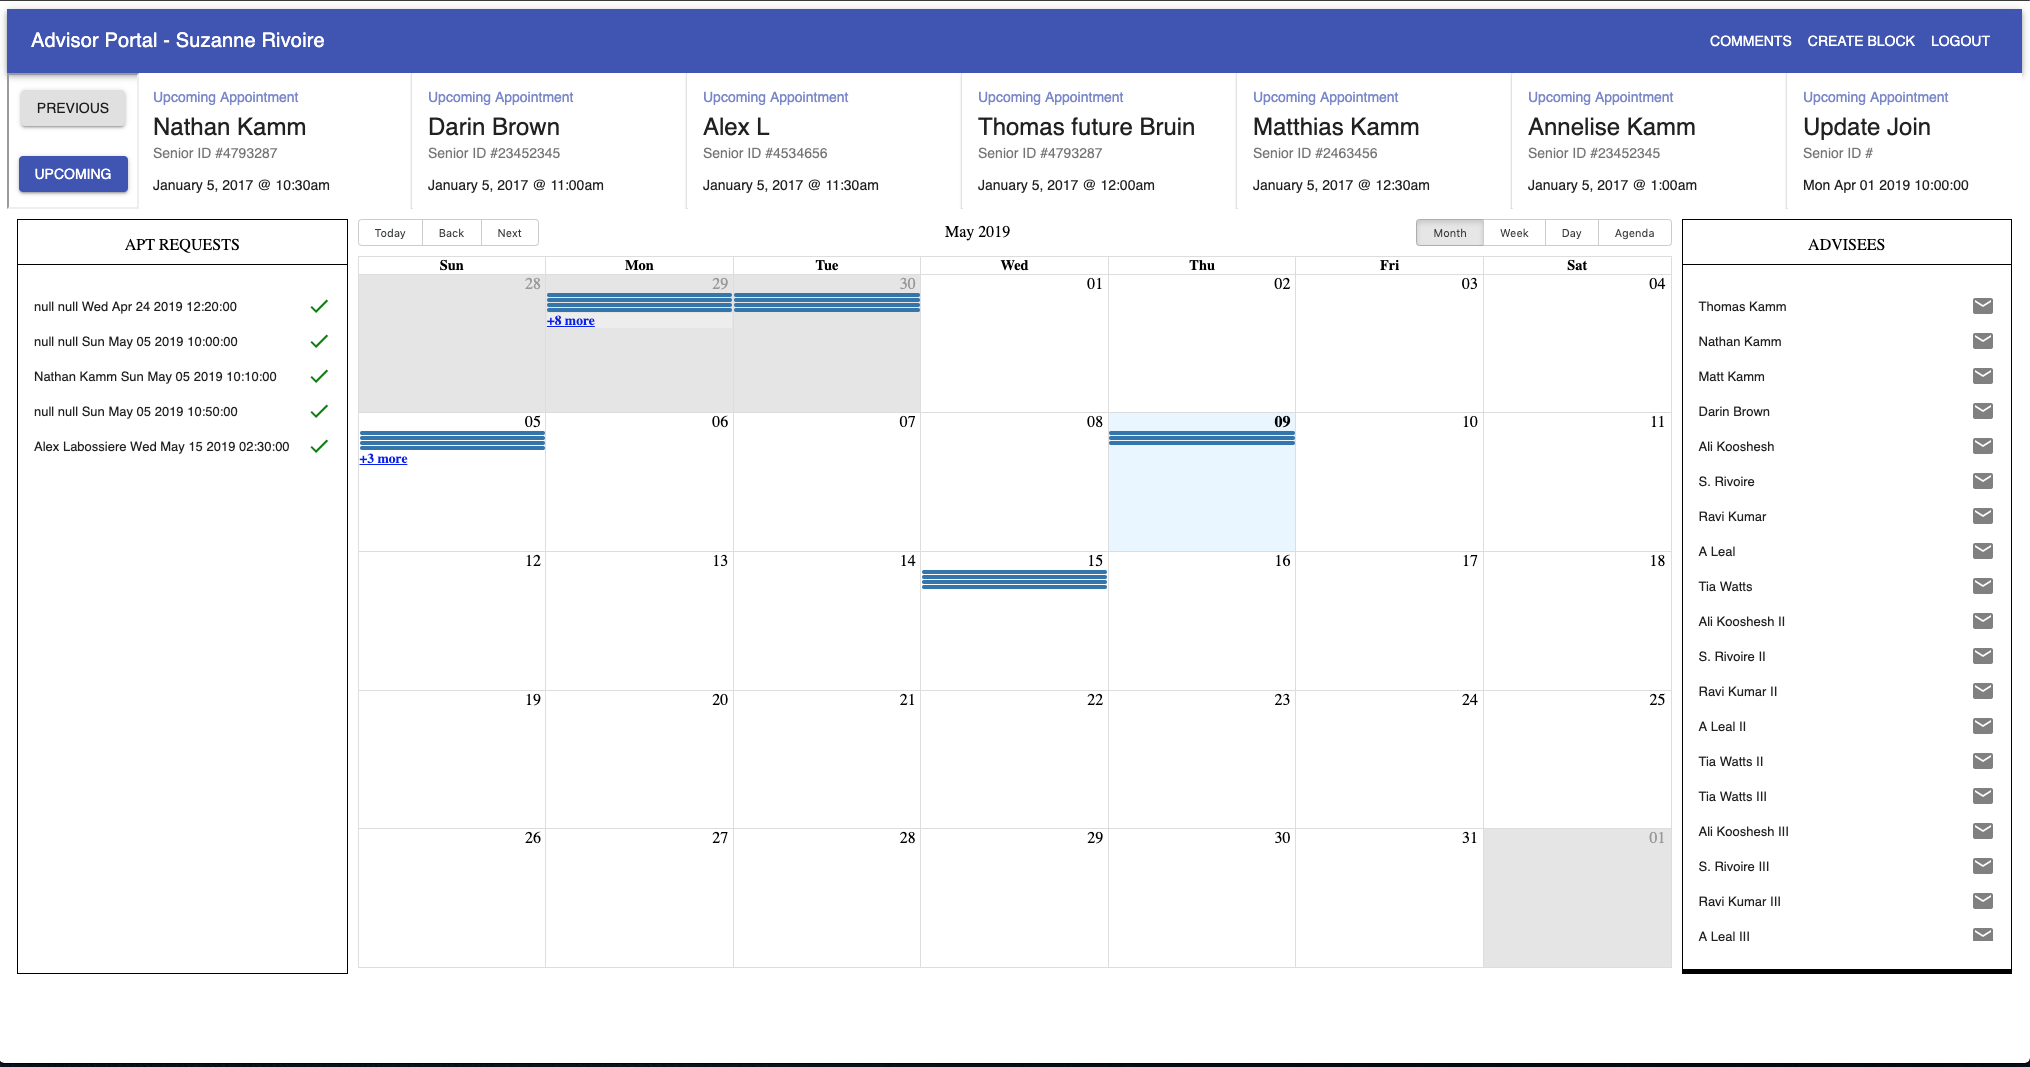 Advisor Portal - Suzanne Rivoire
COMMENTS CREATE BLOCK LOGOUT
PREVIOUS
UPCOMING
Upcoming Appointment
Nathan Kamm
Senior ID #4793287
January 5, 2017 @ 10:30am
Upcoming Appointment
Darin Brown
Senior ID #23452345
January 5, 2017 @ 11:00am
Upcoming Appointment
Alex L
Senior ID #4534656
January 5, 2017 @ 11:30am
Upcoming Appointment
Thomas future Bruin
Senior ID #4793287
January 5, 2017 @ 12:00am
Upcoming Appointment
Matthias Kamm
Senior ID #2463456
January 5, 2017 @ 12:30am
Upcoming Appointment
Annelise Kamm
Senior ID #23452345
January 5, 2017 @ 1:00am
Upcoming Appointment
Update Join
Senior ID #
Mon Apr 01 2019 10:00:00
APT REQUESTS
null null Wed Apr 24 2019 12:20:00
null null Sun May 05 2019 10:00:00
Nathan Kamm Sun May 05 2019 10:10:00
null null Sun May 05 2019 10:50:00
Alex Labossiere Wed May 15 2019 02:30:00
Today Back Next
May 2019
Month Week Day Agenda
Sun Mon Tue Wed Thu Fri Sat
28 29 30 01 02 03 04
+8 more
05 06 07 08 09 10 11
+3 more
12 13 14 15 16 17 18
19 20 21 22 23 24 25
26 27 28 29 30 31 01
ADVISEES
Thomas Kamm
Nathan Kamm
Matt Kamm
Darin Brown
Ali Kooshesh
S. Rivoire
Ravi Kumar
A Leal
Tia Watts
Ali Kooshesh II
S. Rivoire II
Ravi Kumar II
A Leal II
Tia Watts II
Tia Watts III
Ali Kooshesh III
S. Rivoire III
Ravi Kumar III
A Leal III